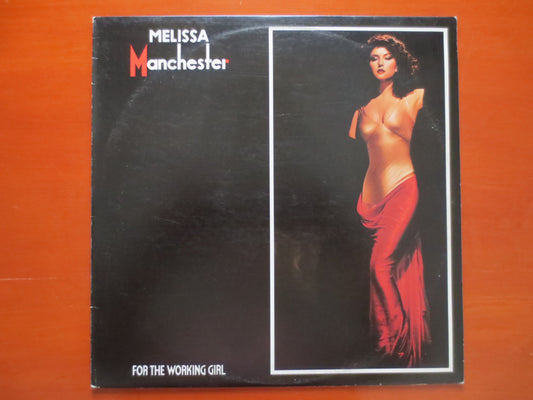 MELISSA
Manchester
FOR THE WORKING GIRL